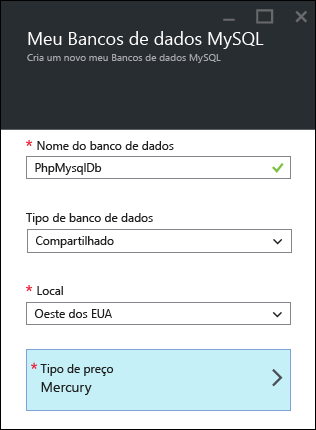 Meu Bancos de dados MySQL
Cria um novo meu Bancos de dados MySQL
* Nome do banco de dados
PhpMysqlDb
Tipo de banco de dados
Compartilhado
* Local
Oeste dos EUA
* Tipo de preço
Mercury